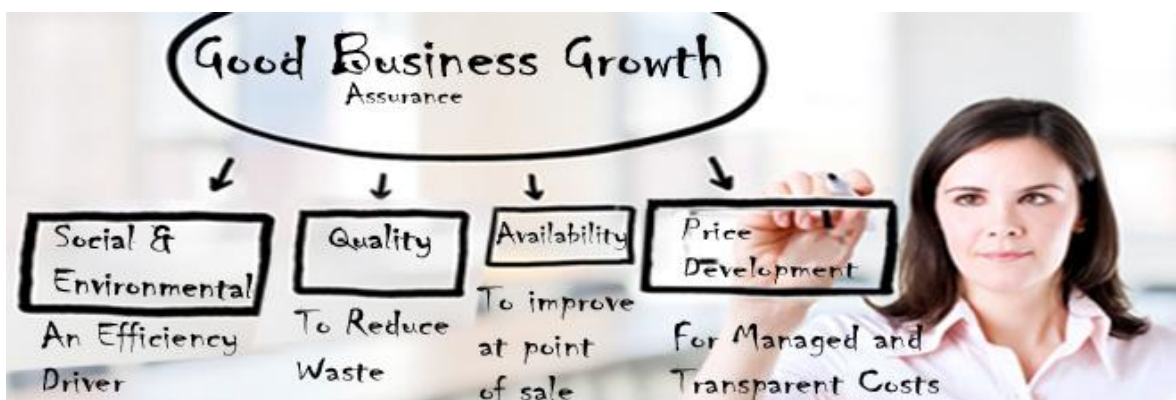 Good Business Growth
Assurance
Social &
Environmental
An Efficiency
Driver
Quality
To Reduce
Waste
Availability
To improve
at point
of sale
Price
Development
For Managed and
Transparent Costs